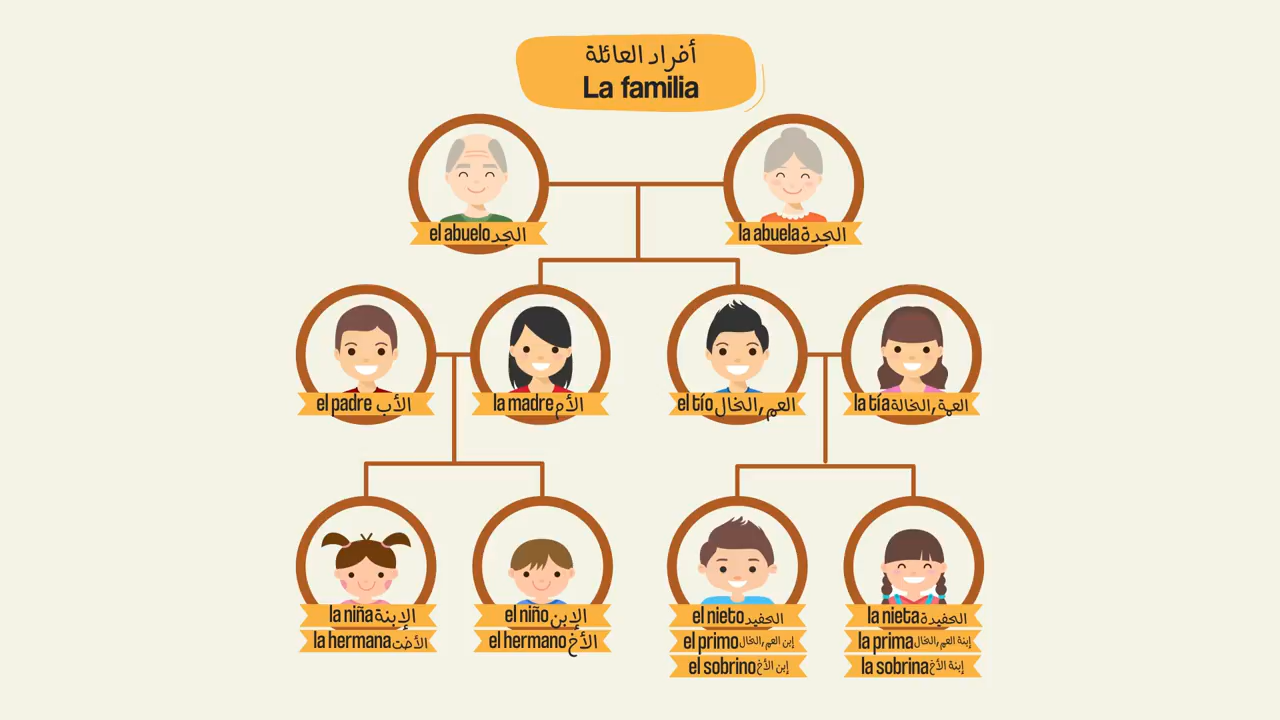 أفراد العائلة
La familia
el abuelo الجد
la abuela الجدة
el padre الأب
la madre الأم
el tío العم,الخال
la tía العمة,الخالة
la niña الإبنة
la hermana الأخت
el niño الإبن
el hermano الأخ
el nieto الحفيد
el primo إبن العم,الخال
el sobrino إبن الأخ
la nieta الحفيدة
la prima إبنة العم,الخال
la sobrina إبنة الأخ